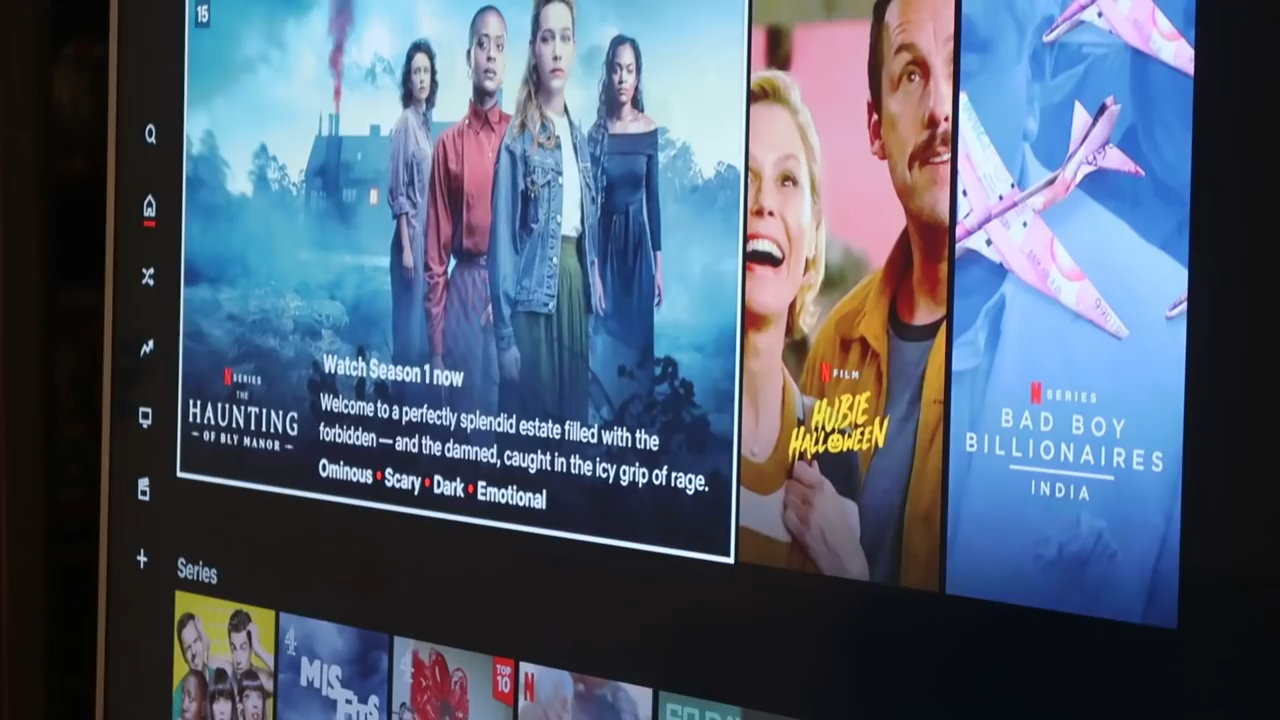 15
N SERIES
THE
HAUNTING
OF BLY MANOR
Watch Season 1 now
Welcome to a perfectly splendid estate filled with the
forbidden — and the damned, caught in the icy grip of rage.
Ominous • Scary • Dark • Emotional
N FILM
HUBIE
HALLOWEEN
N SERIES
BAD BOY
BILLIONAIRES
INDIA
Series
4
MISFITS
4
TOP
10
N